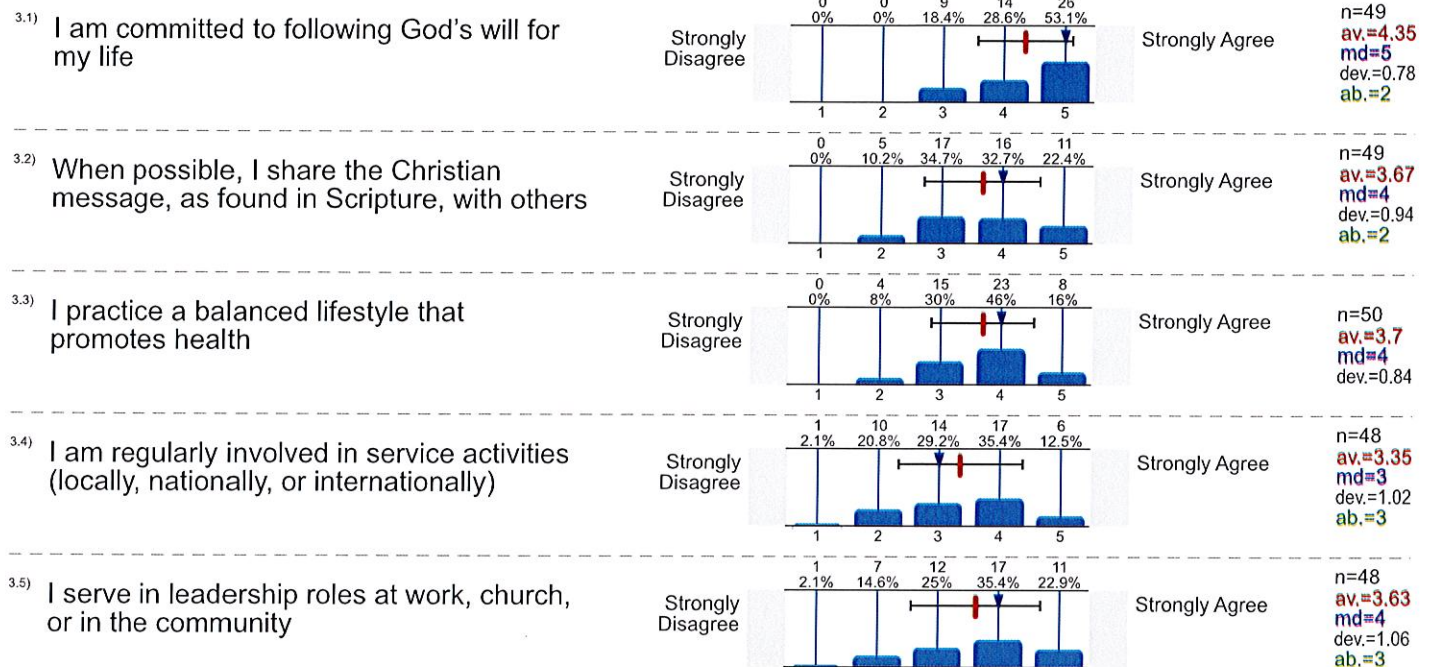 3.1) I am committed to following God's will for
my life
Strongly
Disagree
0 0 9 14 26
0% 0% 18.4% 28.6% 53.1%
1 2 3 4 5
Strongly Agree
n=49
av.=4.35
md=5
dev.=0.78
ab.=2
3.2) When possible, I share the Christian
message, as found in Scripture, with others
Strongly
Disagree
0 5 17 16 11
0% 10.2% 34.7% 32.7% 22.4%
1 2 3 4 5
Strongly Agree
n=49
av.=3.67
md=4
dev.=0.94
ab.=2
3.3) I practice a balanced lifestyle that
promotes health
Strongly
Disagree
0 4 15 23 8
0% 8% 30% 46% 16%
1 2 3 4 5
Strongly Agree
n=50
av.=3.7
md=4
dev.=0.84
3.4) I am regularly involved in service activities
(locally, nationally, or internationally)
Strongly
Disagree
1 10 14 17 6
2.1% 20.8% 29.2% 35.4% 12.5%
1 2 3 4 5
Strongly Agree
n=48
av.=3.35
md=3
dev.=1.02
ab.=3
3.5) I serve in leadership roles at work, church,
or in the community
Strongly
Disagree
1 7 12 17 11
2.1% 14.6% 25% 35.4% 22.9%
Strongly Agree
n=48
av.=3.63
md=4
dev.=1.06
ab.=3